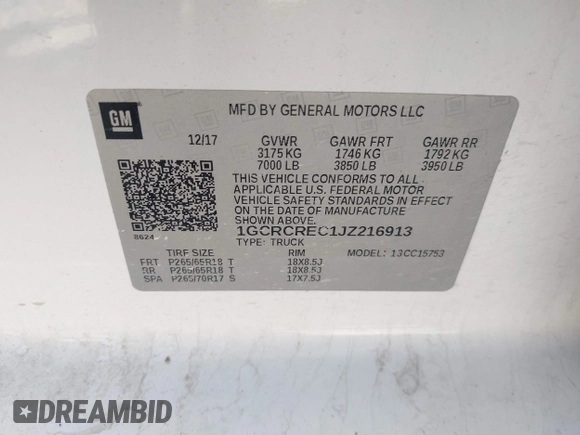 GM
MFD BY GENERAL MOTORS LLC
12/17 GVWR GAWR FRT GAWR RR
3175 KG 1746 KG 1792 KG
7000 LB 3850 LB 3950 LB
THIS VEHICLE CONFORMS TO ALL
APPLICABLE U.S. FEDERAL MOTOR
VEHICLE SAFETY STANDARDS IN EFFECT
ON THE DATE OF MANUFACTURE
SHOWN ABOVE.
8624
1GCRCREC1JZ216913
TYPE: TRUCK
TIRE SIZE RIM MODEL: 13CC15753
FRT P265/65R18 T 18X8.5J
RR P265/65R18 T 18X8.5J
SPA P265/70R17 S 17X7.5J
DREAMBID